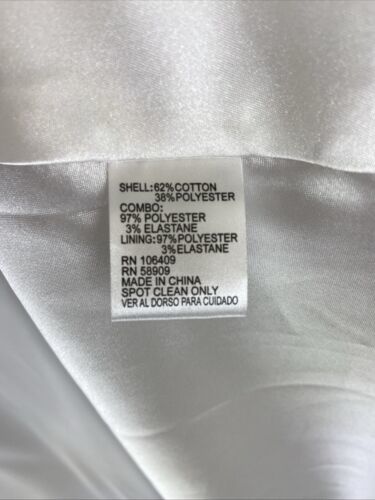 SHELL:62%COTTON
38%POLYESTER
COMBO:
97% POLYESTER
3% ELASTANE
LINING:97%POLYESTER
3%ELASTANE
RN 106409
RN 58909
MADE IN CHINA
SPOT CLEAN ONLY
VER AL DORSO PARA CUIDADO